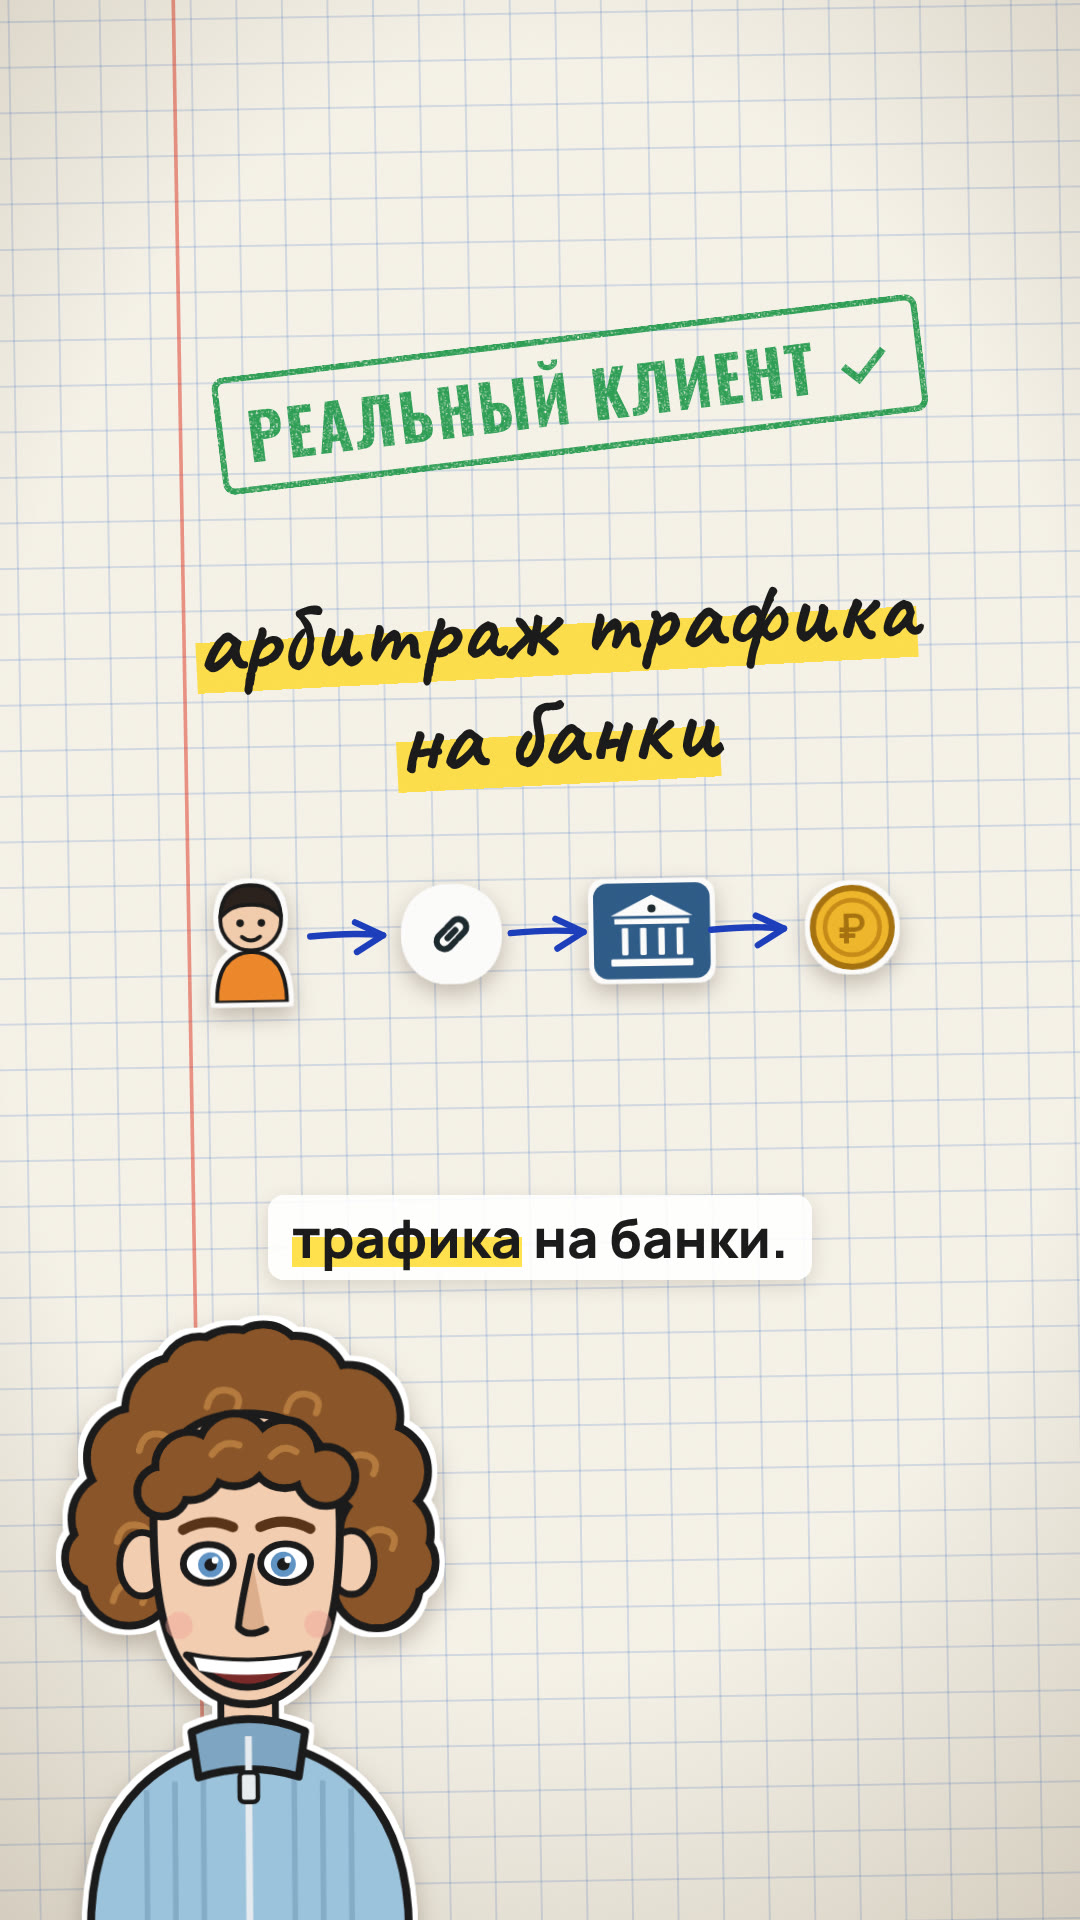 РЕАЛЬНЫЙ КЛИЕНТ ✓
арбитраж трафика
на банки
₽
трафика на банки.